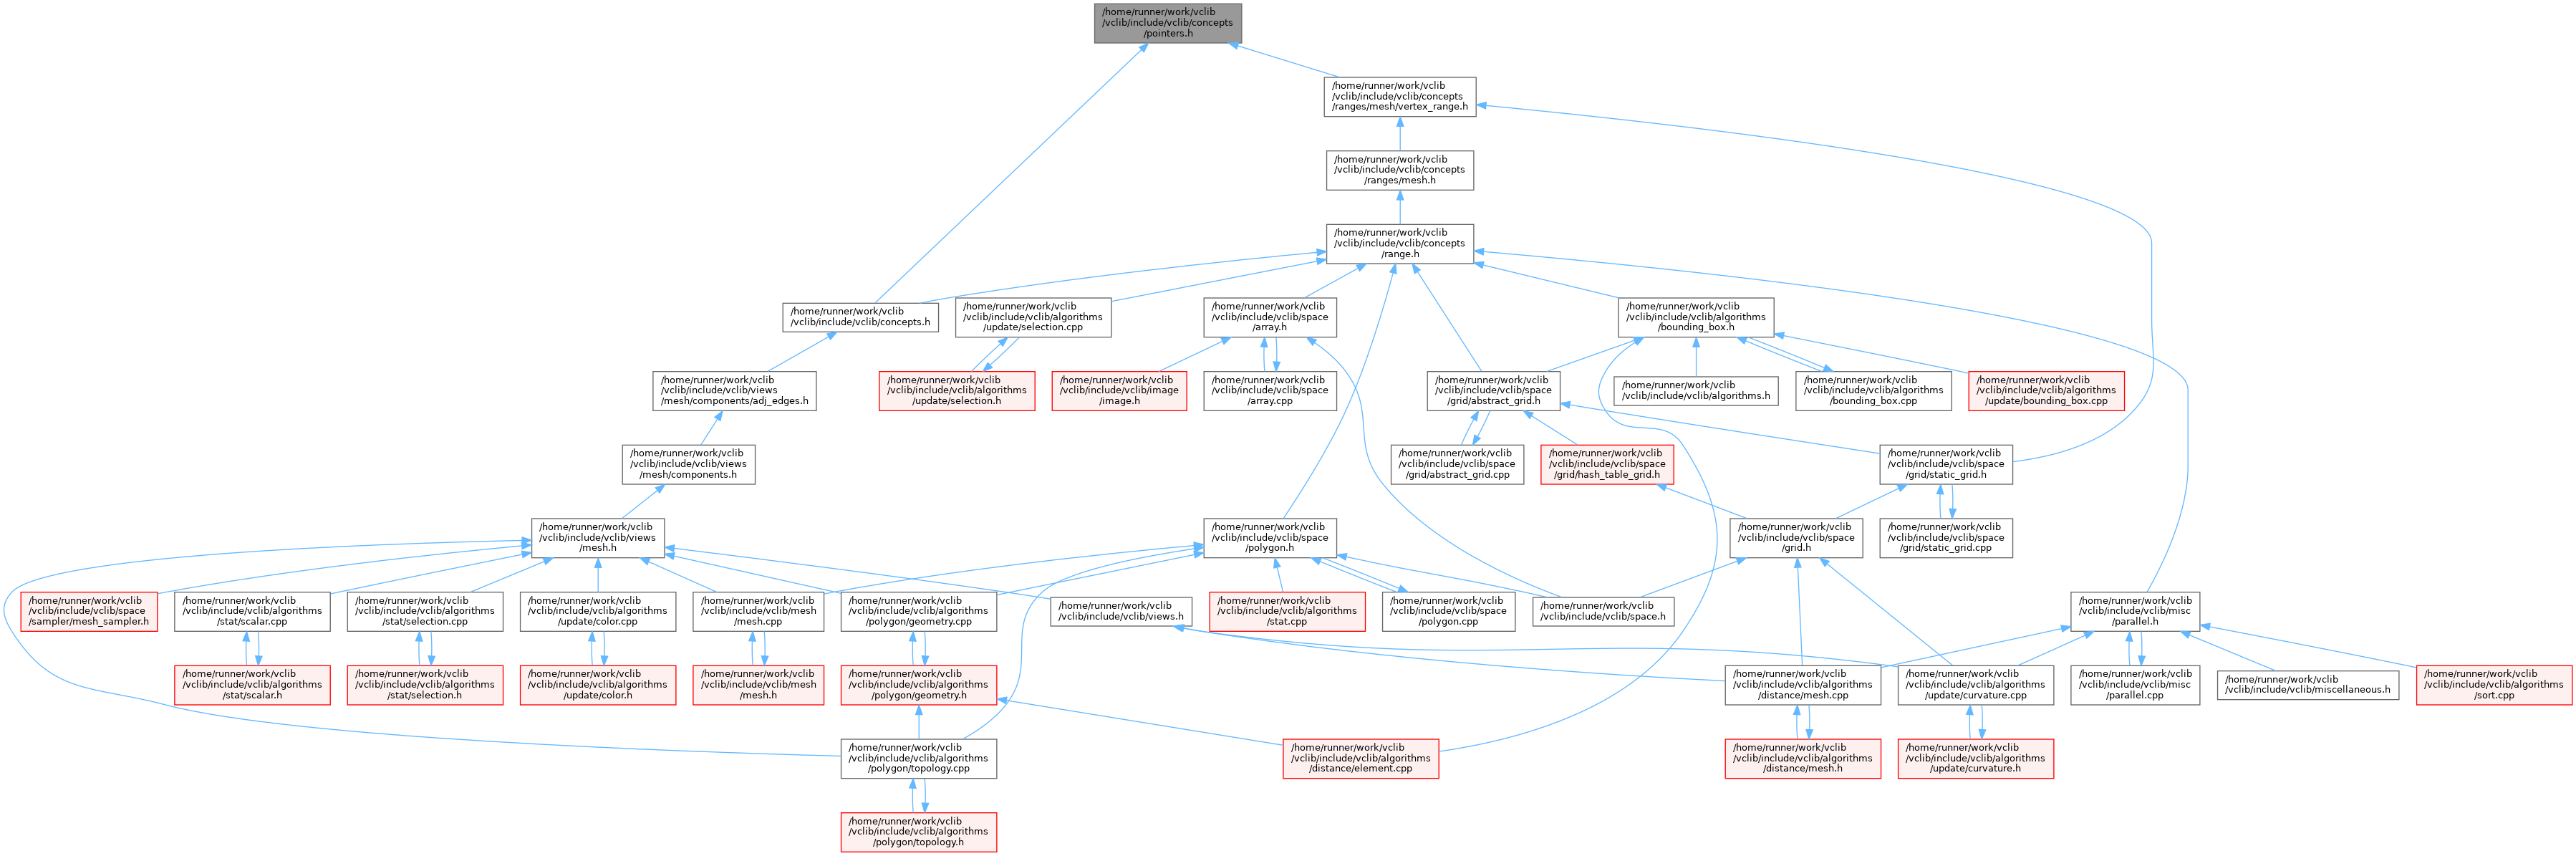 /home/runner/work/vclib
/vclib/include/vclib/concepts
/pointers.h
/home/runner/work/vclib
/vclib/include/vclib/concepts
/ranges/mesh/vertex_range.h
/home/runner/work/vclib
/vclib/include/vclib/concepts
/ranges/mesh.h
/home/runner/work/vclib
/vclib/include/vclib/concepts
/range.h
/home/runner/work/vclib
/vclib/include/vclib/concepts.h
/home/runner/work/vclib
/vclib/include/vclib/algorithms
/update/selection.cpp
/home/runner/work/vclib
/vclib/include/vclib/space
/array.h
/home/runner/work/vclib
/vclib/include/vclib/algorithms
/bounding_box.h
/home/runner/work/vclib
/vclib/include/vclib/views
/mesh/components/adj_edges.h
/home/runner/work/vclib
/vclib/include/vclib/algorithms
/update/selection.h
/home/runner/work/vclib
/vclib/include/vclib/image
/image.h
/home/runner/work/vclib
/vclib/include/vclib/space
/array.cpp
/home/runner/work/vclib
/vclib/include/vclib/space
/grid/abstract_grid.h
/home/runner/work/vclib
/vclib/include/vclib/algorithms.h
/home/runner/work/vclib
/vclib/include/vclib/algorithms
/bounding_box.cpp
/home/runner/work/vclib
/vclib/include/vclib/algorithms
/update/bounding_box.cpp
/home/runner/work/vclib
/vclib/include/vclib/views
/mesh/components.h
/home/runner/work/vclib
/vclib/include/vclib/space
/grid/abstract_grid.cpp
/home/runner/work/vclib
/vclib/include/vclib/space
/grid/hash_table_grid.h
/home/runner/work/vclib
/vclib/include/vclib/space
/grid/static_grid.h
/home/runner/work/vclib
/vclib/include/vclib/views
/mesh.h
/home/runner/work/vclib
/vclib/include/vclib/space
/polygon.h
/home/runner/work/vclib
/vclib/include/vclib/space
/grid.h
/home/runner/work/vclib
/vclib/include/vclib/space
/grid/static_grid.cpp
/home/runner/work/vclib
/vclib/include/vclib/space
/sampler/mesh_sampler.h
/home/runner/work/vclib
/vclib/include/vclib/algorithms
/stat/scalar.cpp
/home/runner/work/vclib
/vclib/include/vclib/algorithms
/stat/selection.cpp
/home/runner/work/vclib
/vclib/include/vclib/algorithms
/update/color.cpp
/home/runner/work/vclib
/vclib/include/vclib/mesh
/mesh.cpp
/home/runner/work/vclib
/vclib/include/vclib/algorithms
/polygon/geometry.cpp
/home/runner/work/vclib
/vclib/include/vclib/views.h
/home/runner/work/vclib
/vclib/include/vclib/algorithms
/stat.cpp
/home/runner/work/vclib
/vclib/include/vclib/space
/polygon.cpp
/home/runner/work/vclib
/vclib/include/vclib/space.h
/home/runner/work/vclib
/vclib/include/vclib/misc
/parallel.h
/home/runner/work/vclib
/vclib/include/vclib/algorithms
/stat/scalar.h
/home/runner/work/vclib
/vclib/include/vclib/algorithms
/stat/selection.h
/home/runner/work/vclib
/vclib/include/vclib/algorithms
/update/color.h
/home/runner/work/vclib
/vclib/include/vclib/mesh
/mesh.h
/home/runner/work/vclib
/vclib/include/vclib/algorithms
/polygon/geometry.h
/home/runner/work/vclib
/vclib/include/vclib/algorithms
/distance/mesh.cpp
/home/runner/work/vclib
/vclib/include/vclib/algorithms
/update/curvature.cpp
/home/runner/work/vclib
/vclib/include/vclib/misc
/parallel.cpp
/home/runner/work/vclib
/vclib/include/vclib/miscellaneous.h
/home/runner/work/vclib
/vclib/include/vclib/algorithms
/sort.cpp
/home/runner/work/vclib
/vclib/include/vclib/algorithms
/polygon/topology.cpp
/home/runner/work/vclib
/vclib/include/vclib/algorithms
/distance/element.cpp
/home/runner/work/vclib
/vclib/include/vclib/algorithms
/distance/mesh.h
/home/runner/work/vclib
/vclib/include/vclib/algorithms
/update/curvature.h
/home/runner/work/vclib
/vclib/include/vclib/algorithms
/polygon/topology.h